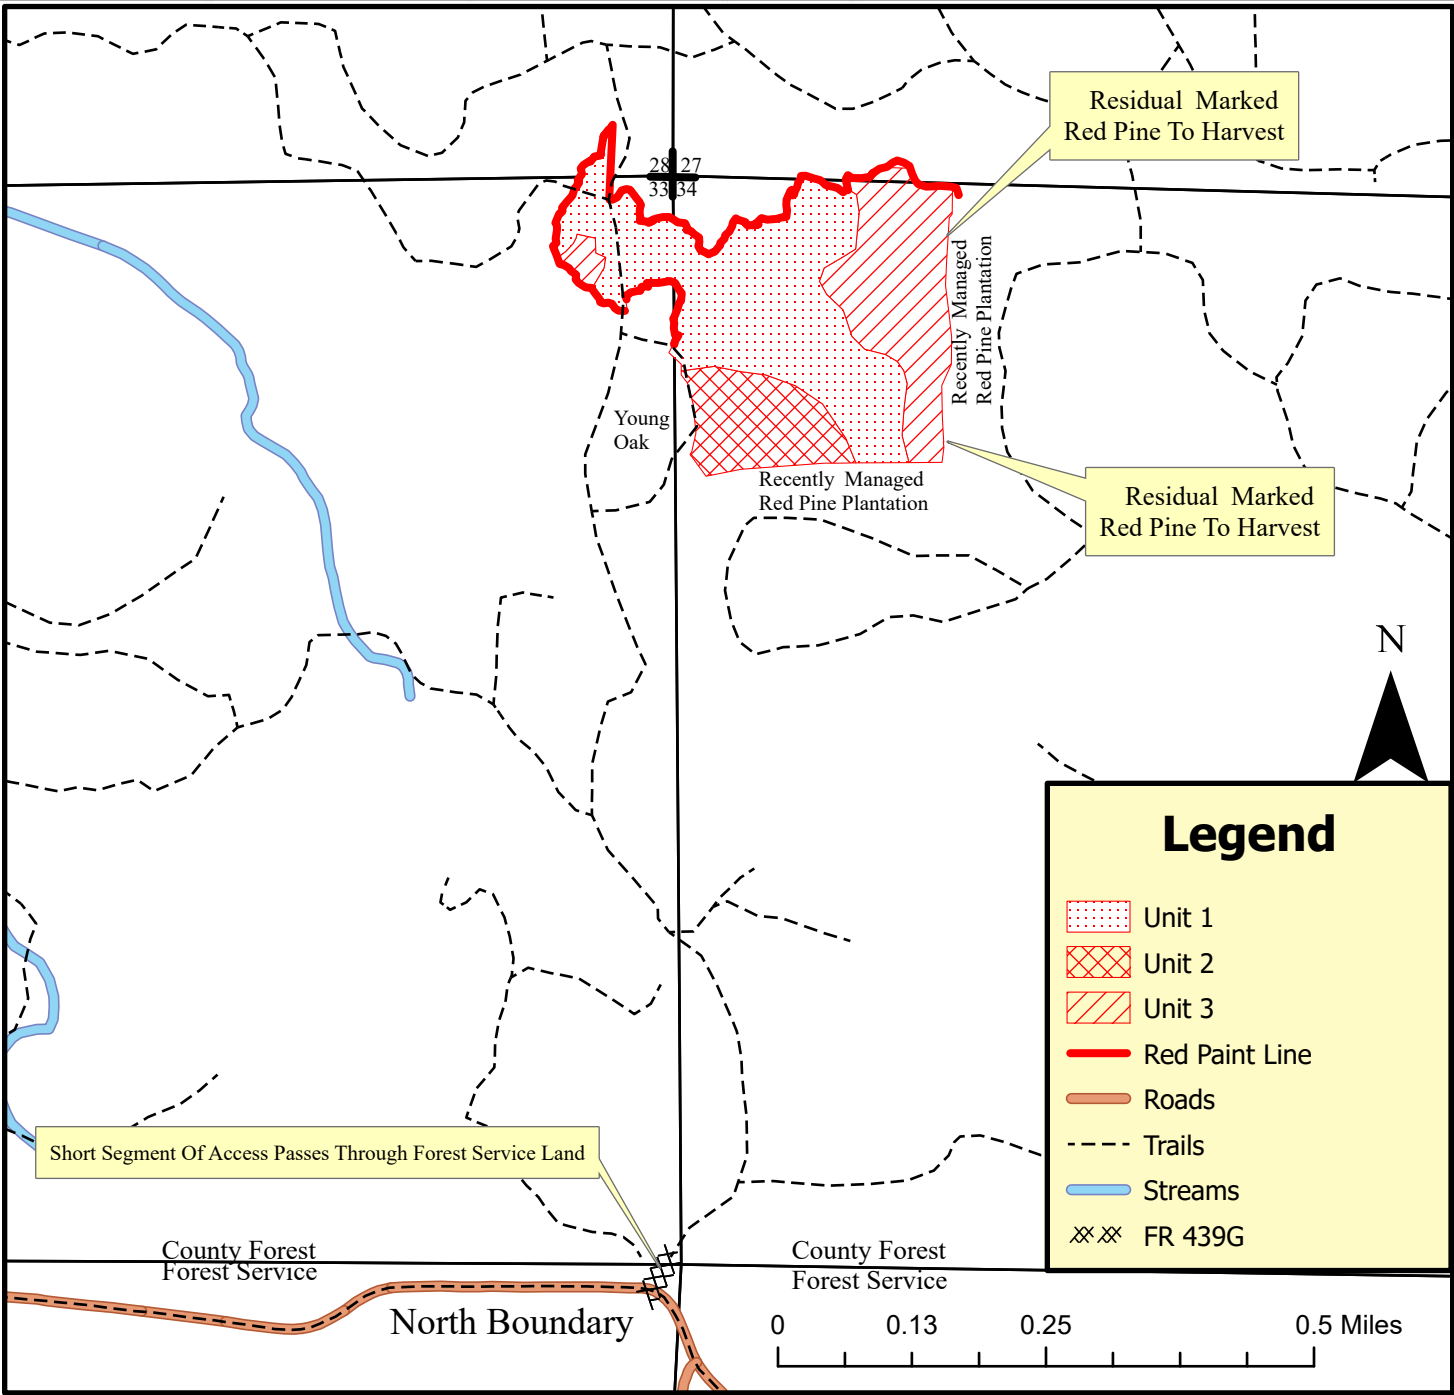 Residual Marked
Red Pine To Harvest
28 27
33 34
Recently Managed
Red Pine Plantation
Young
Oak
Recently Managed
Red Pine Plantation
Residual Marked
Red Pine To Harvest
N
Legend
Unit 1
Unit 2
Unit 3
Red Paint Line
Roads
Trails
Streams
FR 439G
Short Segment Of Access Passes Through Forest Service Land
County Forest
Forest Service
County Forest
Forest Service
North Boundary
0 0.13 0.25 0.5 Miles